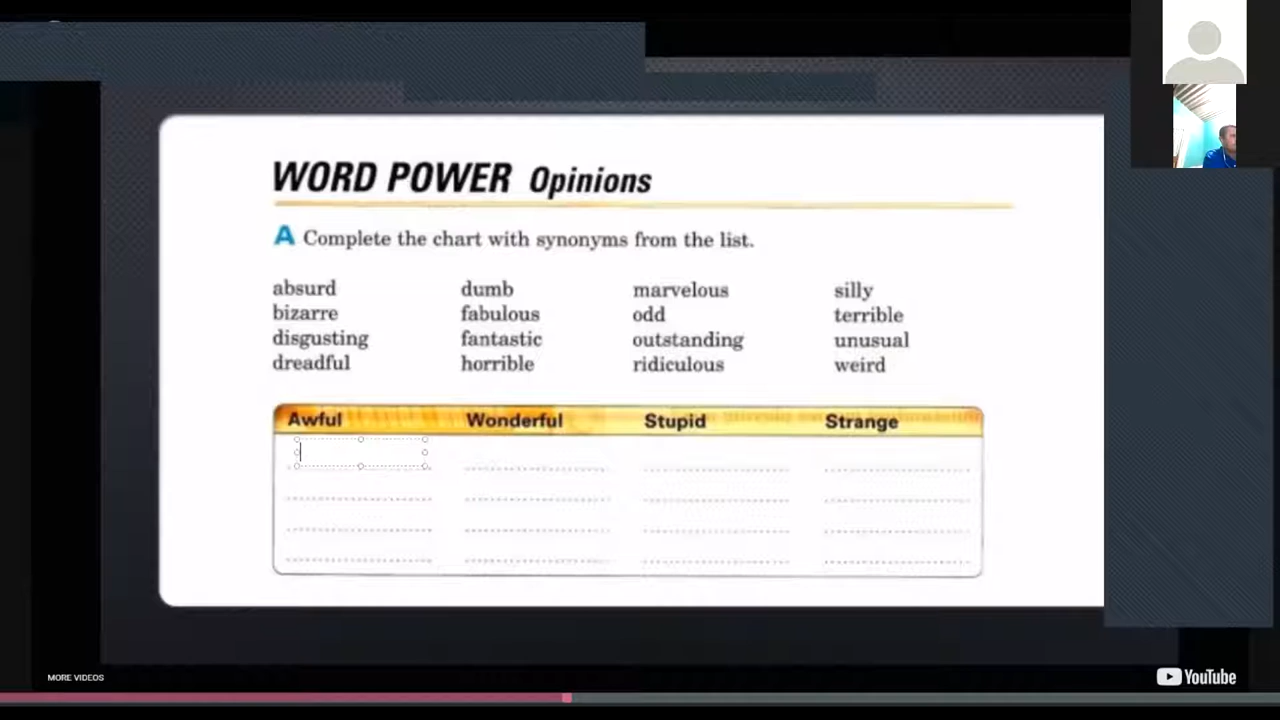 WORD POWER Opinions
A Complete the chart with synonyms from the list.
absurd dumb marvelous silly
bizarre fabulous odd terrible
disgusting fantastic outstanding unusual
dreadful horrible ridiculous weird
Awful Wonderful Stupid Strange
MORE VIDEOS
YouTube